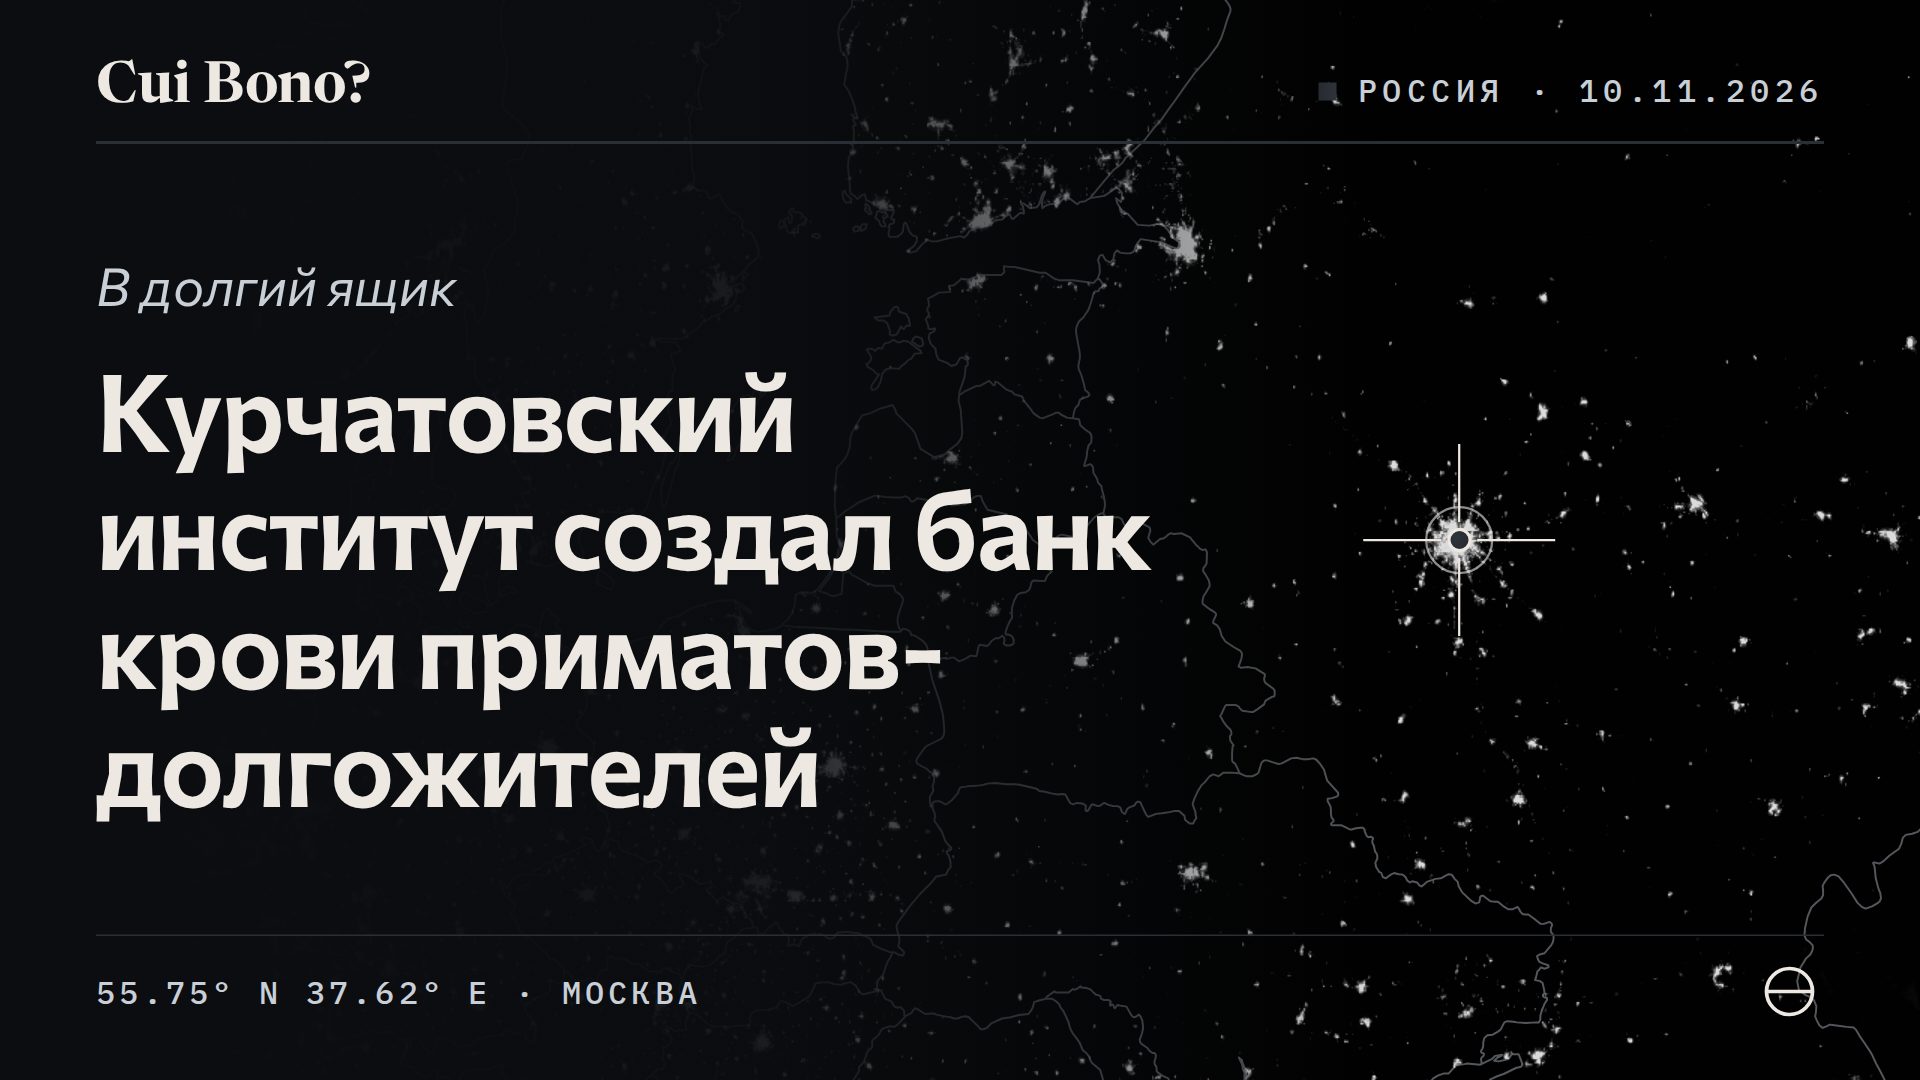 Cui Bono?
РОССИЯ · 10.11.2026
В долгий ящик
Курчатовский
институт создал банк
крови приматов-
долгожителей
55.75° N 37.62° E · МОСКВА